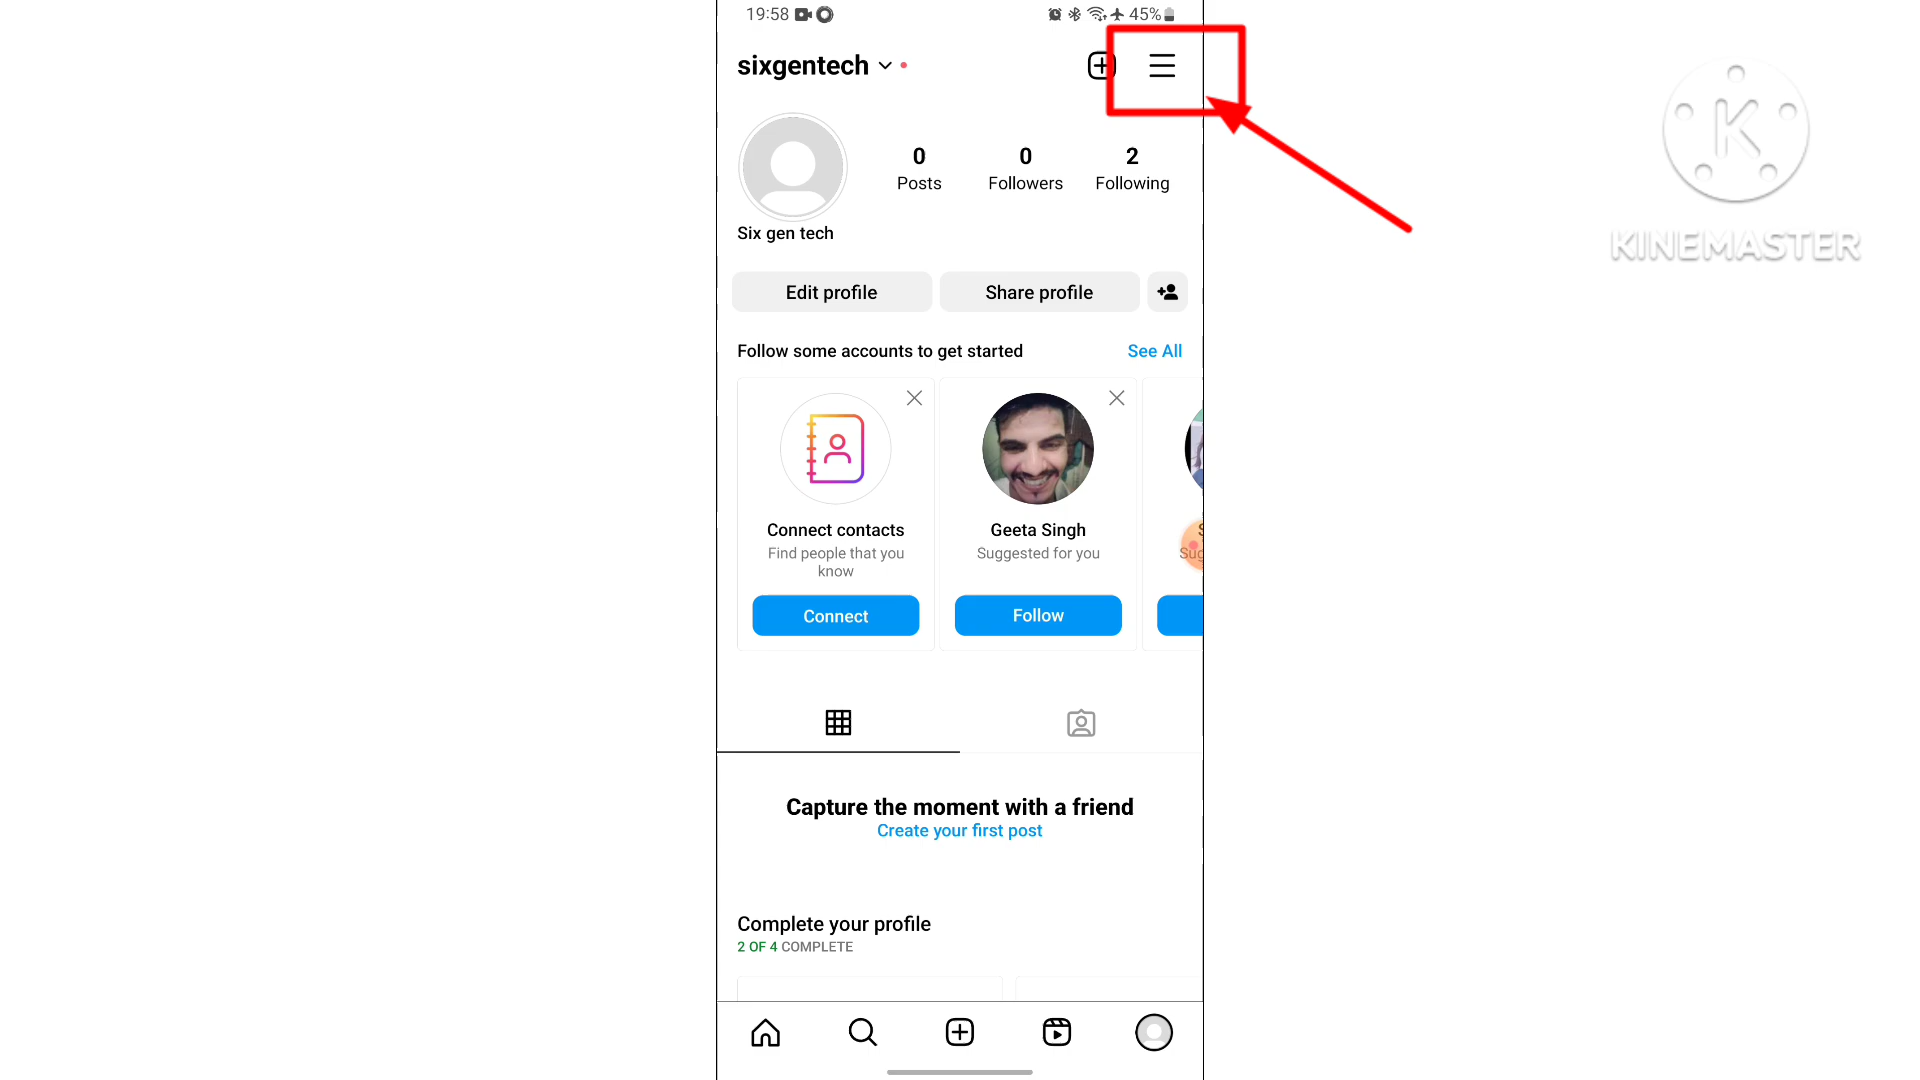 19:58
45%
sixgentech
0
0
2
Posts
Followers
Following
Six gen tech
Edit profile
Share profile
Follow some accounts to get started
See All
Connect contacts
Geeta Singh
Find people that you
know
Suggested for you
Connect
Follow
Capture the moment with a friend
Create your first post
Complete your profile
2 OF 4 COMPLETE
K
KINEMASTER